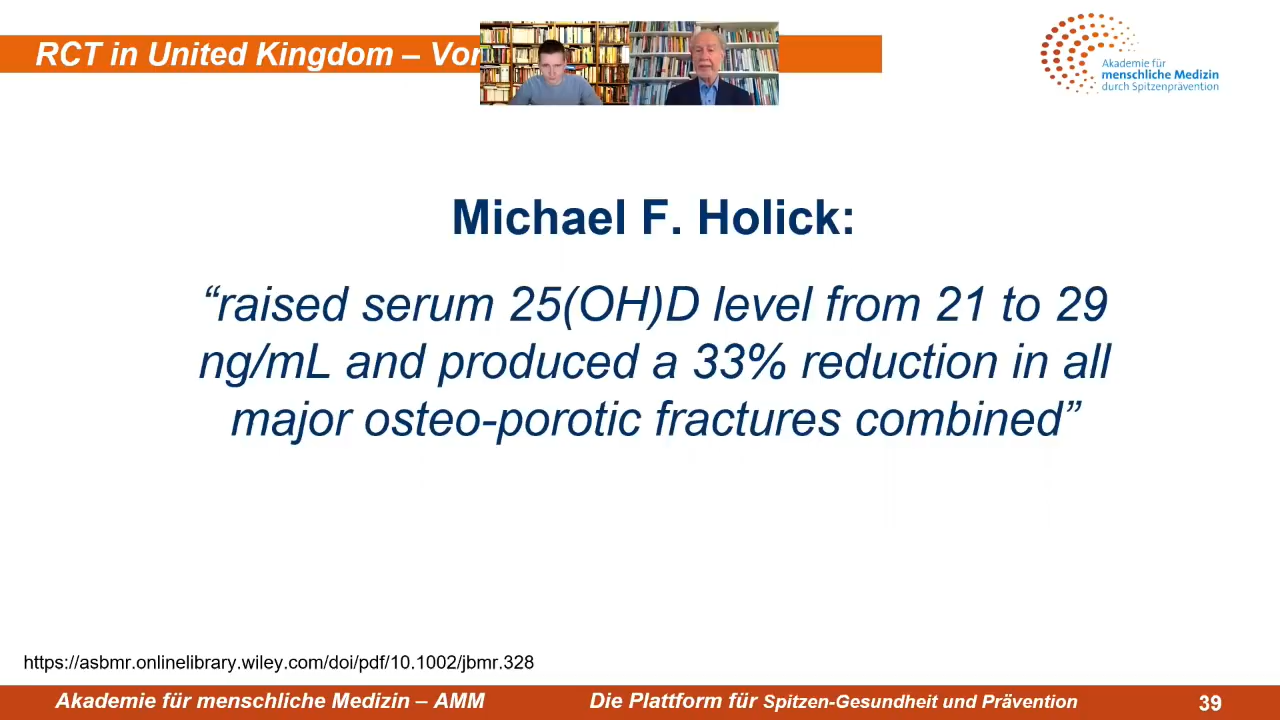 RCT in United Kingdom – Vor
Akademie für
menschliche Medizin
durch Spitzenprävention
Michael F. Holick:
“raised serum 25(OH)D level from 21 to 29
ng/mL and produced a 33% reduction in all
major osteo-porotic fractures combined”
https://asbmr.onlinelibrary.wiley.com/doi/pdf/10.1002/jbmr.328
Akademie für menschliche Medizin – AMM
Die Plattform für Spitzen-Gesundheit und Prävention
39